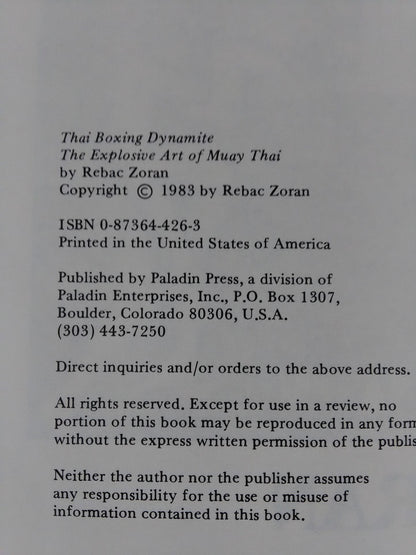 Thai Boxing Dynamite
The Explosive Art of Muay Thai
by Rebac Zoran
Copyright © 1983 by Rebac Zoran
ISBN 0-87364-426-3
Printed in the United States of America
Published by Paladin Press, a division of
Paladin Enterprises, Inc., P.O. Box 1307,
Boulder, Colorado 80306, U.S.A.
(303) 443-7250
Direct inquiries and/or orders to the above address.
All rights reserved. Except for use in a review, no
portion of this book may be reproduced in any form
without the express written permission of the publis
Neither the author nor the publisher assumes
any responsibility for the use or misuse of
information contained in this book.